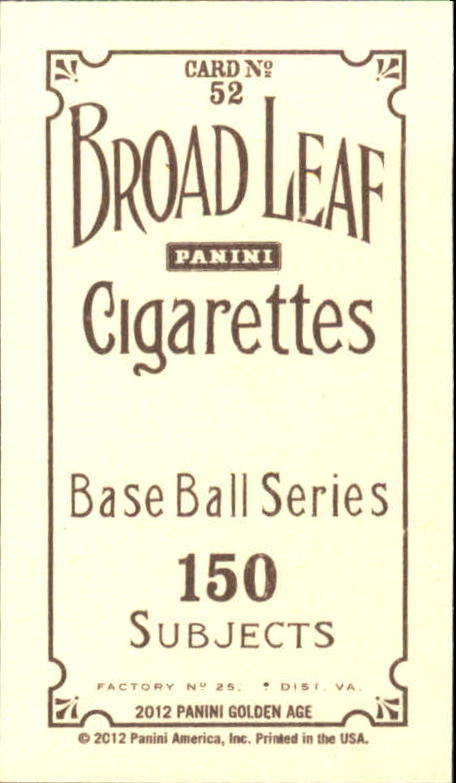 CARD Nº
52
BROAD LEAF
PANINI
Cigarettes
Base Ball Series
150
SUBJECTS
FACTORY Nº 25. • DIST. VA.
2012 PANINI GOLDEN AGE
© 2012 Panini America, Inc. Printed in the USA.